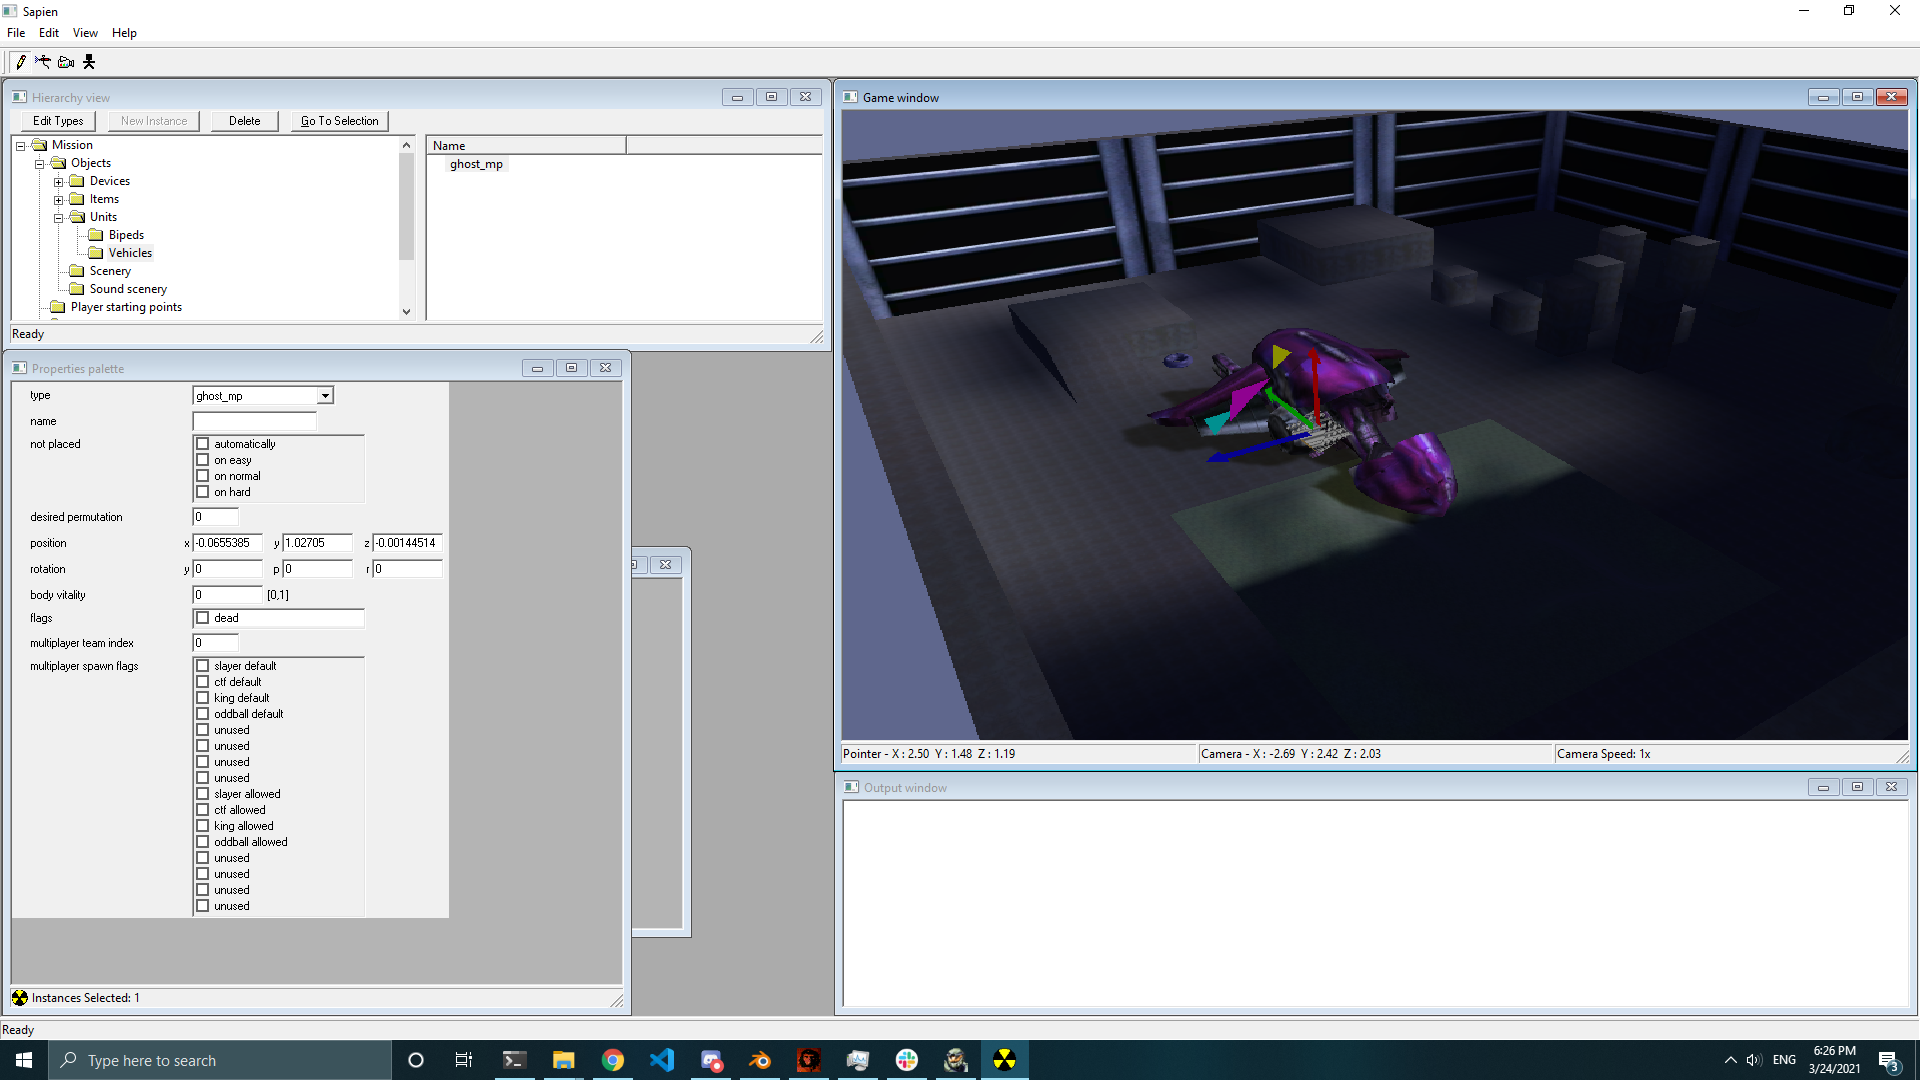 Sapien
File Edit View Help
Hierarchy view
Edit Types New Instance Delete Go To Selection
Mission
Objects
Devices
Items
Units
Bipeds
Vehicles
Scenery
Sound scenery
Player starting points
Name
ghost_mp
Ready
Properties palette
type ghost_mp
name
not placed automatically
on easy
on normal
on hard
desired permutation 0
position x -0.0655385 y 1.02705 z -0.00144514
rotation y 0 p 0 r 0
body vitality 0 [0,1]
flags dead
multiplayer team index 0
multiplayer spawn flags slayer default
ctf default
king default
oddball default
unused
unused
unused
unused
slayer allowed
ctf allowed
king allowed
oddball allowed
unused
unused
unused
unused
Instances Selected: 1
Game window
Pointer - X : 2.50 Y : 1.48 Z : 1.19 Camera - X : -2.69 Y : 2.42 Z : 2.03 Camera Speed: 1x
Output window
Ready
Type here to search
ENG
6:26 PM
3/24/2021
3